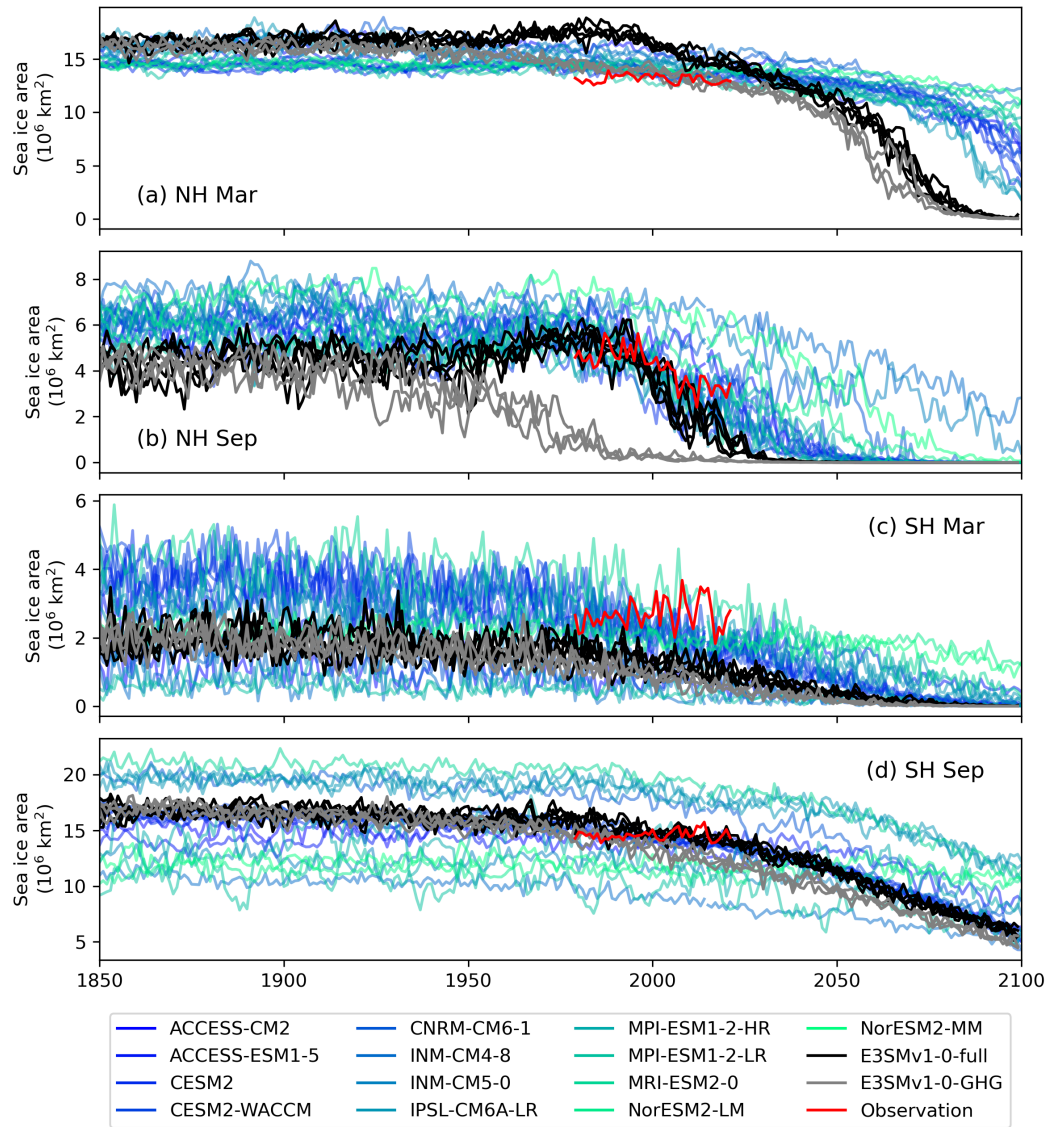 Sea ice area
(10⁶ km²)
15
10
5
0
(a) NH Mar
Sea ice area
(10⁶ km²)
8
6
4
2
0
(b) NH Sep
Sea ice area
(10⁶ km²)
6
4
2
0
(c) SH Mar
Sea ice area
(10⁶ km²)
20
15
10
5
(d) SH Sep
1850 1900 1950 2000 2050 2100
ACCESS-CM2 CNRM-CM6-1 MPI-ESM1-2-HR NorESM2-MM
ACCESS-ESM1-5 INM-CM4-8 MPI-ESM1-2-LR E3SMv1-0-full
CESM2 INM-CM5-0 MRI-ESM2-0 E3SMv1-0-GHG
CESM2-WACCM IPSL-CM6A-LR NorESM2-LM Observation